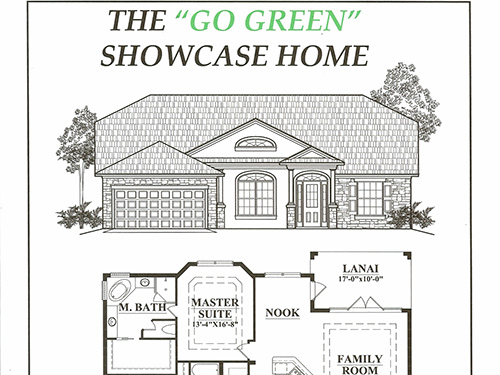 THE “GO GREEN”
SHOWCASE HOME
LANAI
17'-0"x10'-0"
M. BATH
MASTER
SUITE
13'-4"X16'-8"
NOOK
FAMILY
ROOM